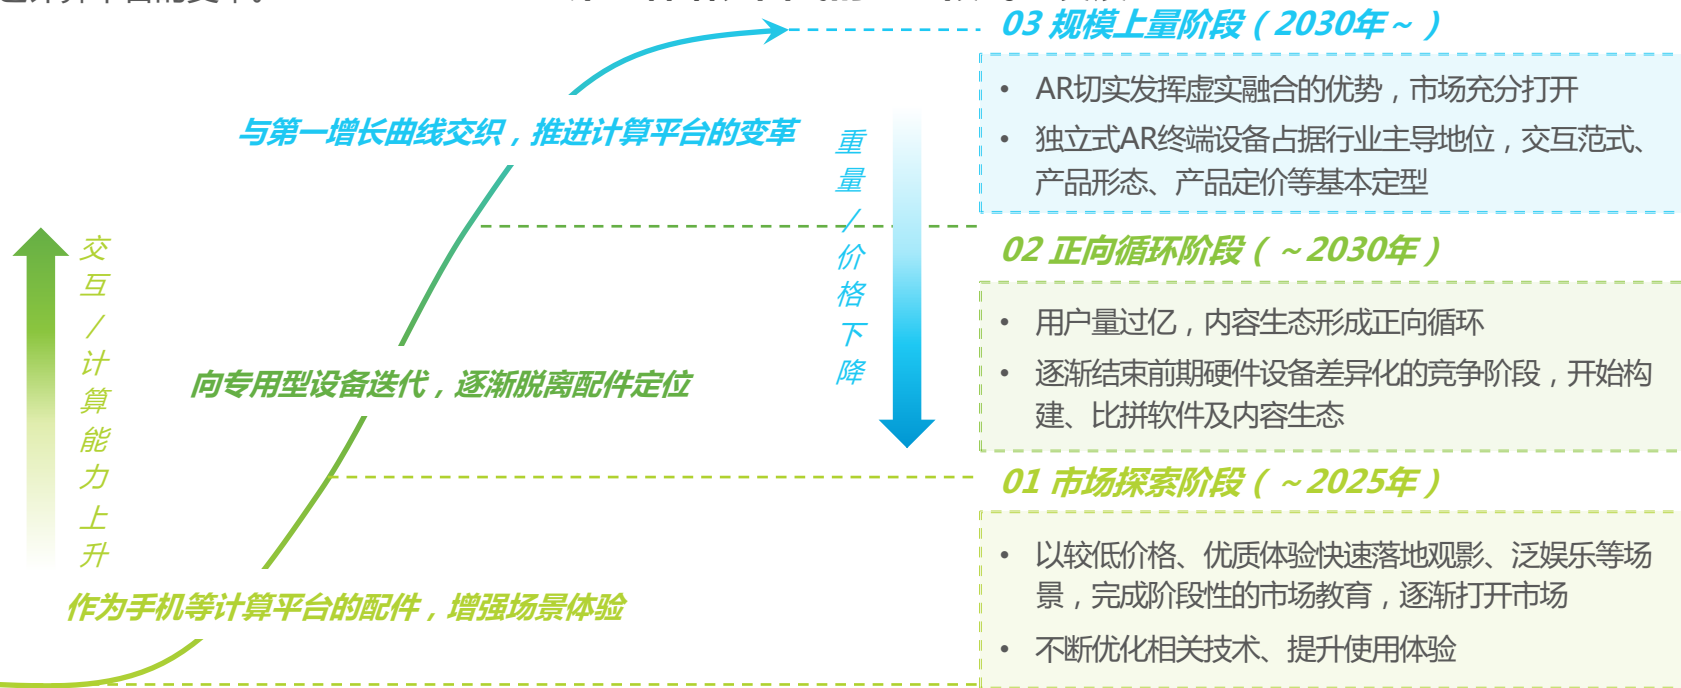 03 规模上量阶段（2030年～）
• AR切实发挥虚实融合的优势，市场充分打开
• 独立式AR终端设备占据行业主导地位，交互范式、
产品形态、产品定价等基本定型
与第一增长曲线交织，推进计算平台的变革
重量/价格下降
02 正向循环阶段（～2030年）
• 用户量过亿，内容生态形成正向循环
• 逐渐结束前期硬件设备差异化的竞争阶段，开始构
建、比拼软件及内容生态
交互/计算能力上升
向专用型设备迭代，逐渐脱离配件定位
01 市场探索阶段（～2025年）
• 以较低价格、优质体验快速落地观影、泛娱乐等场
景，完成阶段性的市场教育，逐渐打开市场
• 不断优化相关技术、提升使用体验
作为手机等计算平台的配件，增强场景体验